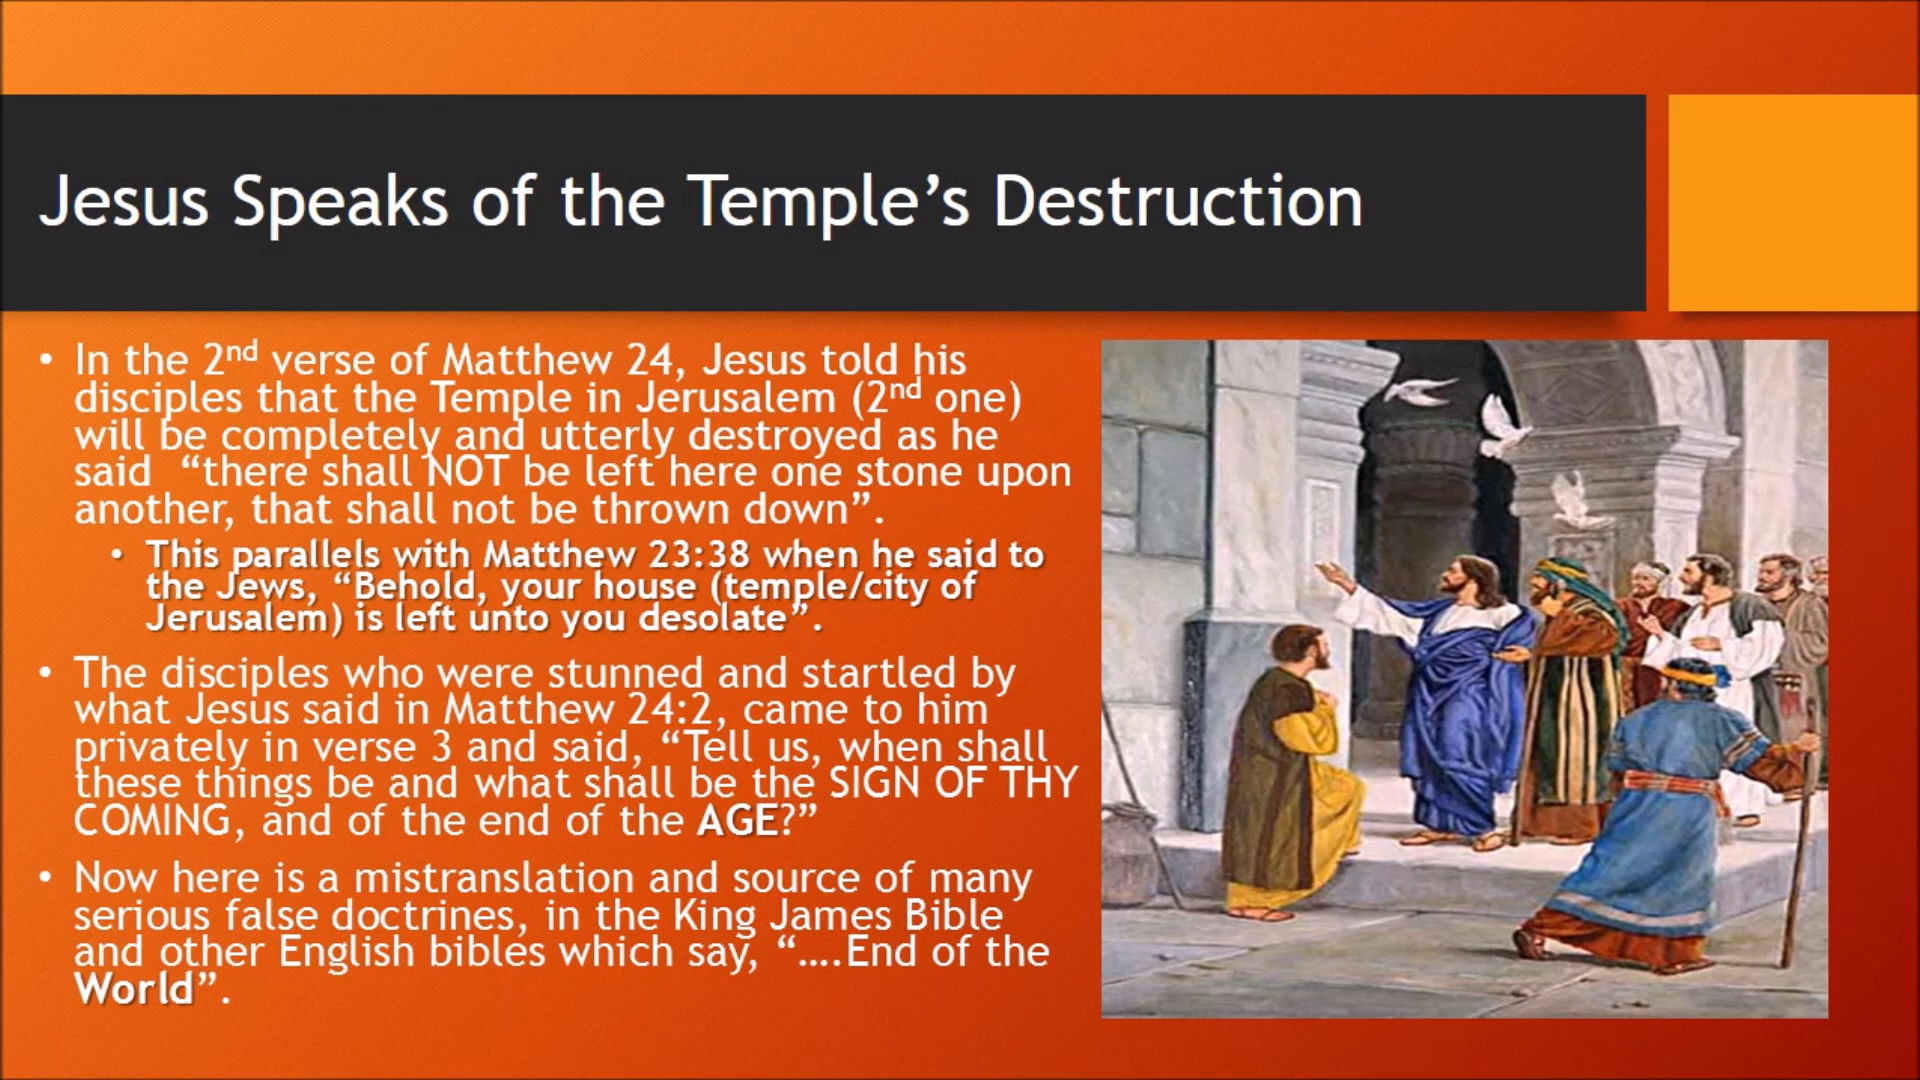 Jesus Speaks of the Temple’s Destruction
• In the 2nd verse of Matthew 24, Jesus told his
disciples that the Temple in Jerusalem (2nd one)
will be completely and utterly destroyed as he
said “there shall NOT be left here one stone upon
another, that shall not be thrown down”.
• This parallels with Matthew 23:38 when he said to
the Jews, “Behold, your house (temple/city of
Jerusalem) is left unto you desolate”.
• The disciples who were stunned and startled by
what Jesus said in Matthew 24:2, came to him
privately in verse 3 and said, “Tell us, when shall
these things be and what shall be the SIGN OF THY
COMING, and of the end of the AGE?”
• Now here is a mistranslation and source of many
serious false doctrines, in the King James Bible
and other English bibles which say, “….End of the
World”.